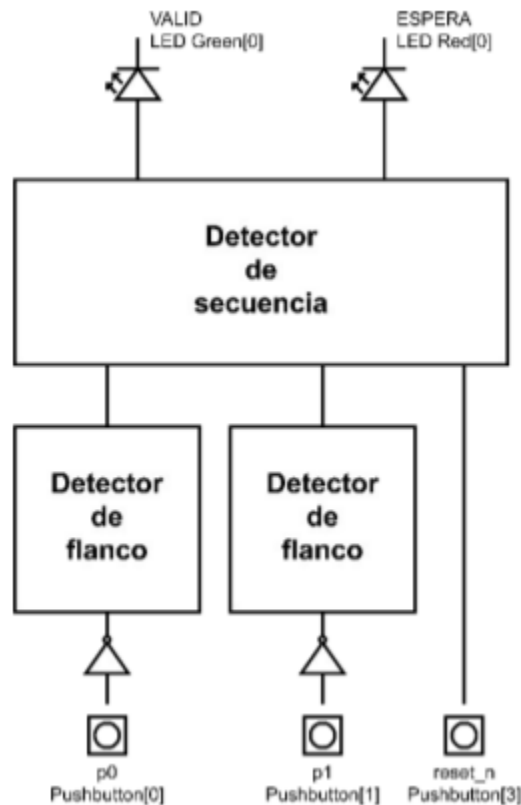 VALID
LED Green[0]
ESPERA
LED Red[0]
Detector
de
secuencia
Detector
de
flanco
Detector
de
flanco
p0
Pushbutton[0]
p1
Pushbutton[1]
reset_n
Pushbutton[3]